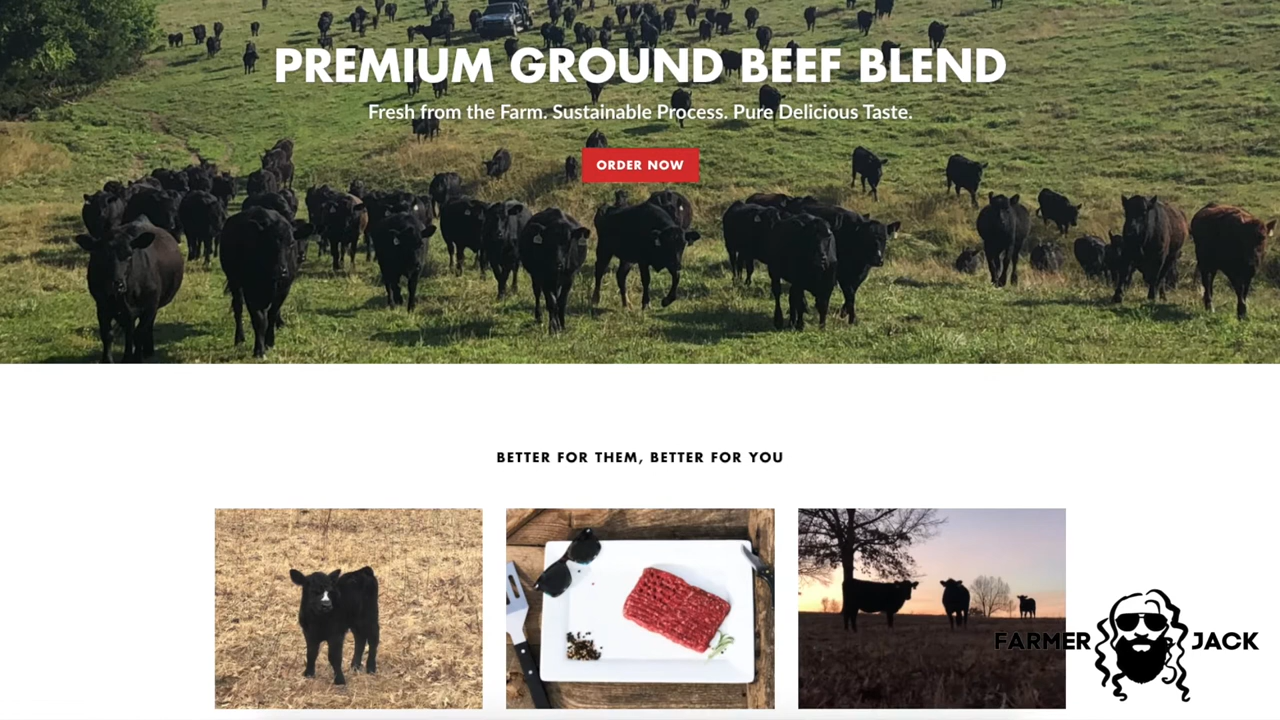 PREMIUM GROUND BEEF BLEND
Fresh from the Farm. Sustainable Process. Pure Delicious Taste.
ORDER NOW
BETTER FOR THEM, BETTER FOR YOU
FARMER JACK